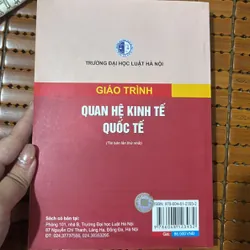 TRƯỜNG ĐẠI HỌC LUẬT HÀ NỘI
GIÁO TRÌNH
QUAN HỆ KINH TẾ
QUỐC TẾ
(Tái bản lần thứ nhất)
Sách có bán tại:
Phòng 101, nhà B, Trường Đại học Luật Hà Nội
87 Nguyễn Chí Thanh, Láng Hạ, Đống Đa, Hà Nội
Giá: